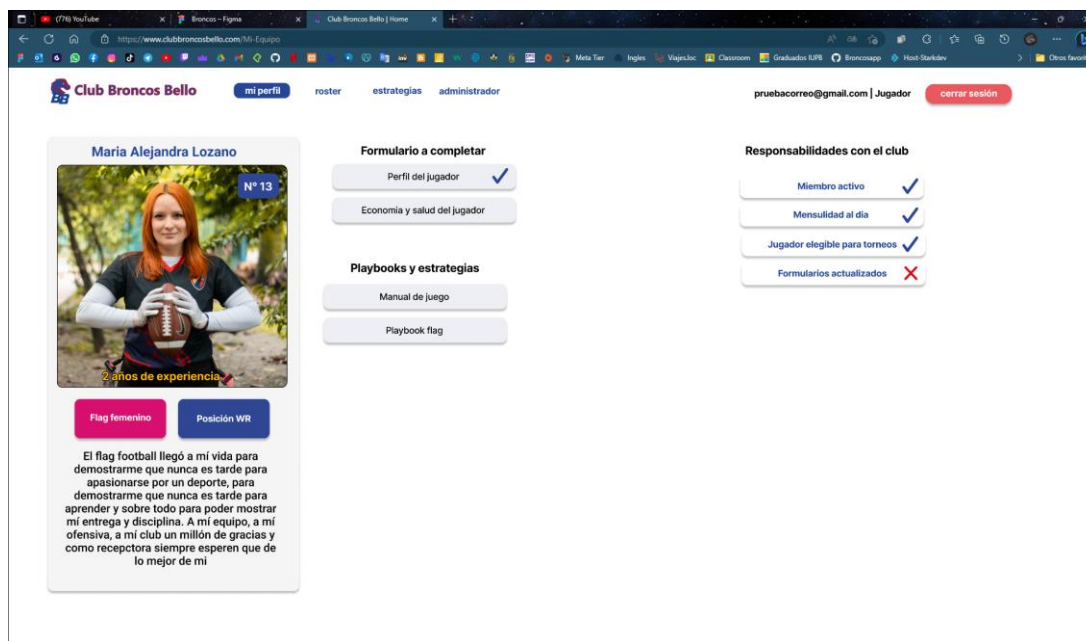 (776) YouTube
Broncos – Figma
Club Broncos Bello | Home
https://www.clubbroncosbello.com/Mi-Equipo
Meta Tier
Ingles
ViajesJoc
Classroom
Graduados IUPB
Broncosapp
Host-Starkdev
Otros favorit
Club Broncos Bello
mi perfil
roster
estrategias
administrador
pruebacorreo@gmail.com | Jugador
cerrar sesión
Maria Alejandra Lozano
N° 13
2 años de experiencia
Flag femenino
Posición WR
El flag football llegó a mí vida para
demostrarme que nunca es tarde para
apasionarse por un deporte, para
demostrarme que nunca es tarde para
aprender y sobre todo para poder mostrar
mí entrega y disciplina. A mí equipo, a mí
ofensiva, a mí club un millón de gracias y
como recepctora siempre esperen que de
lo mejor de mi
Formulario a completar
Perfil del jugador
Economia y salud del jugador
Playbooks y estrategias
Manual de juego
Playbook flag
Responsabilidades con el club
Miembro activo
Mensulidad al dia
Jugador elegible para torneos
Formularios actualizados